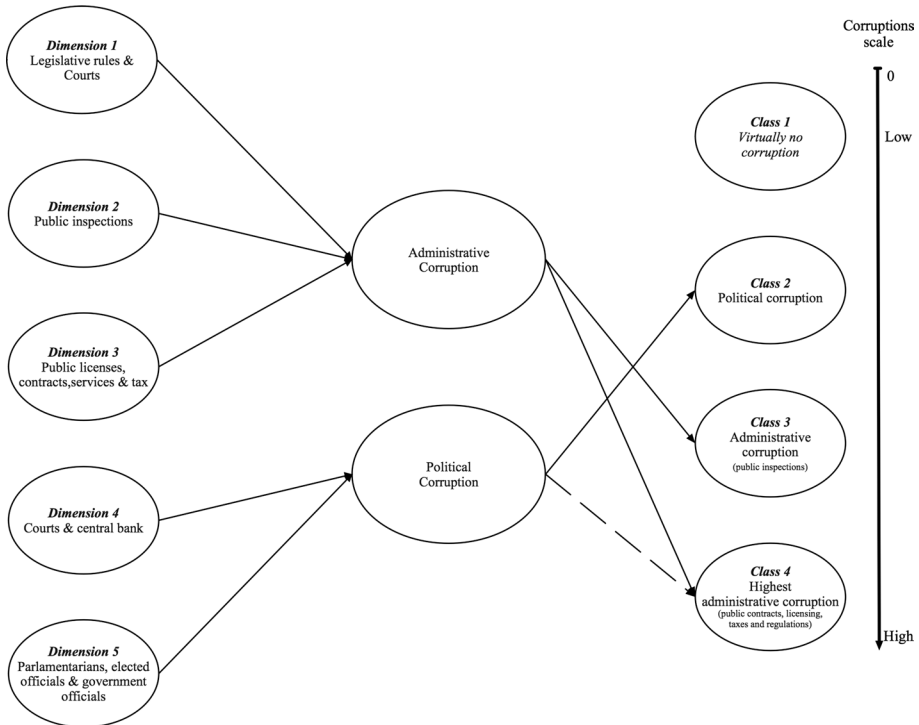 Dimension 1
Legislative rules &
Courts
Dimension 2
Public inspections
Dimension 3
Public licenses,
contracts,services & tax
Dimension 4
Courts & central bank
Dimension 5
Parlamentarians, elected
officials & government
officials
Administrative
Corruption
Political
Corruption
Class 1
Virtually no
corruption
Class 2
Political corruption
Class 3
Administrative
corruption
(public inspections)
Class 4
Highest
administrative corruption
(public contracts, licensing,
taxes and regulations)
Corruptions
scale
0
Low
High